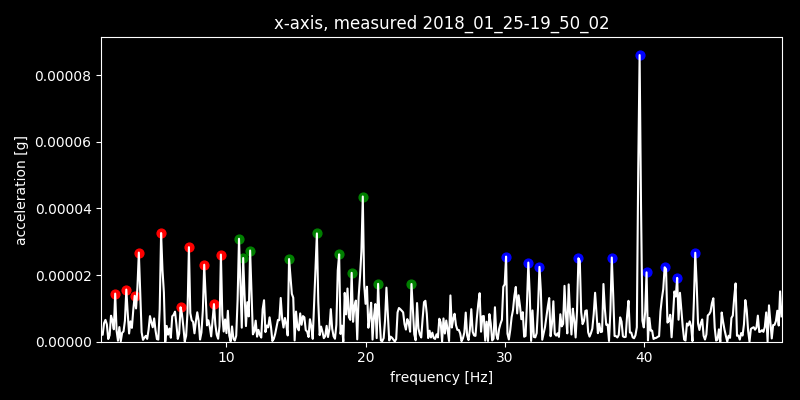 x-axis, measured 2018_01_25-19_50_02
acceleration [g]
0.00008
0.00006
0.00004
0.00002
0.00000
10 20 30 40
frequency [Hz]